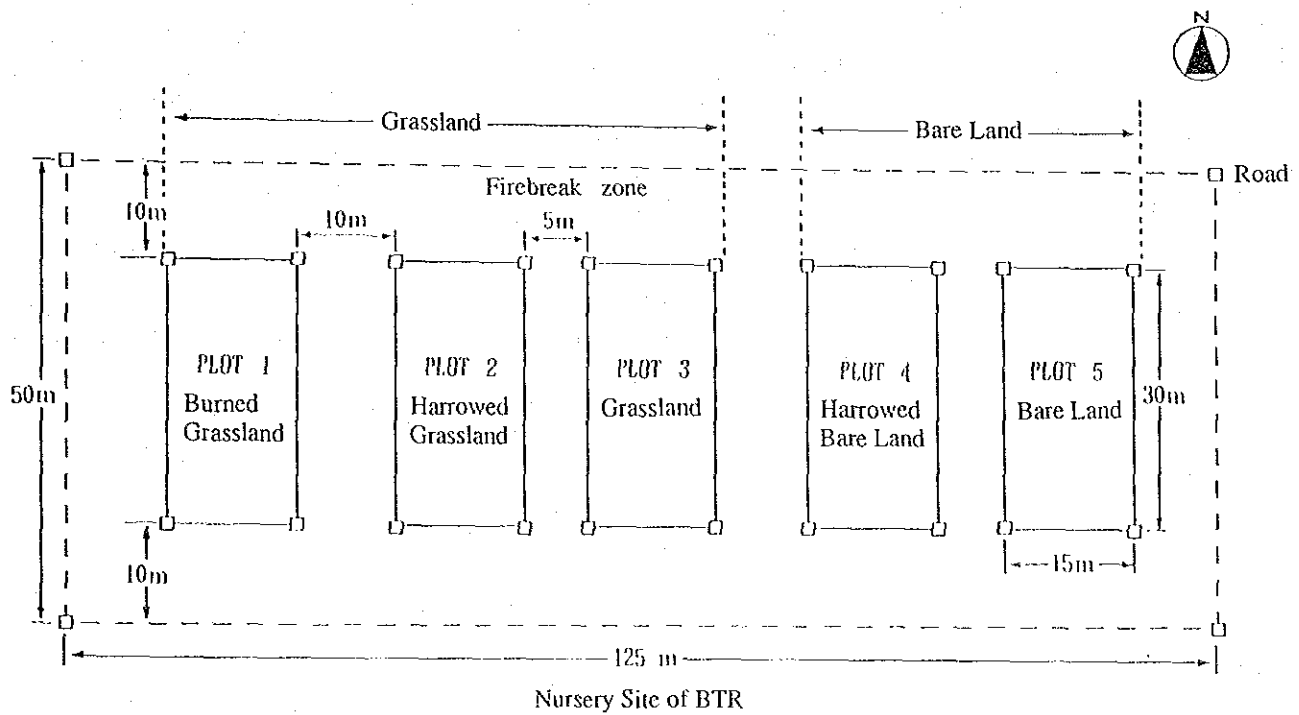 N
Grassland
Bare Land
Road
Firebreak zone
10m
10m
5m
50m
PLOT 1
Burned
Grassland
PLOT 2
Harrowed
Grassland
PLOT 3
Grassland
PLOT 4
Harrowed
Bare Land
PLOT 5
Bare Land
30m
10m
15m
125 m
Nursery Site of BTR